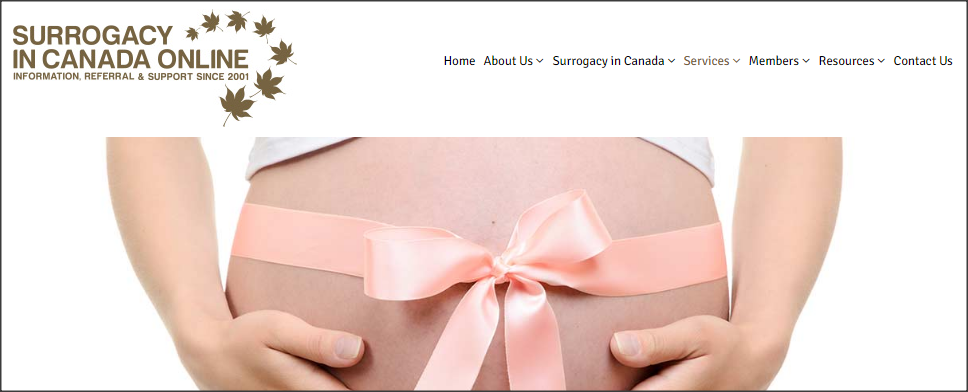 SURROGACY
IN CANADA ONLINE
INFORMATION, REFERRAL & SUPPORT SINCE 2001
Home About Us Surrogacy in Canada Services Members Resources Contact Us